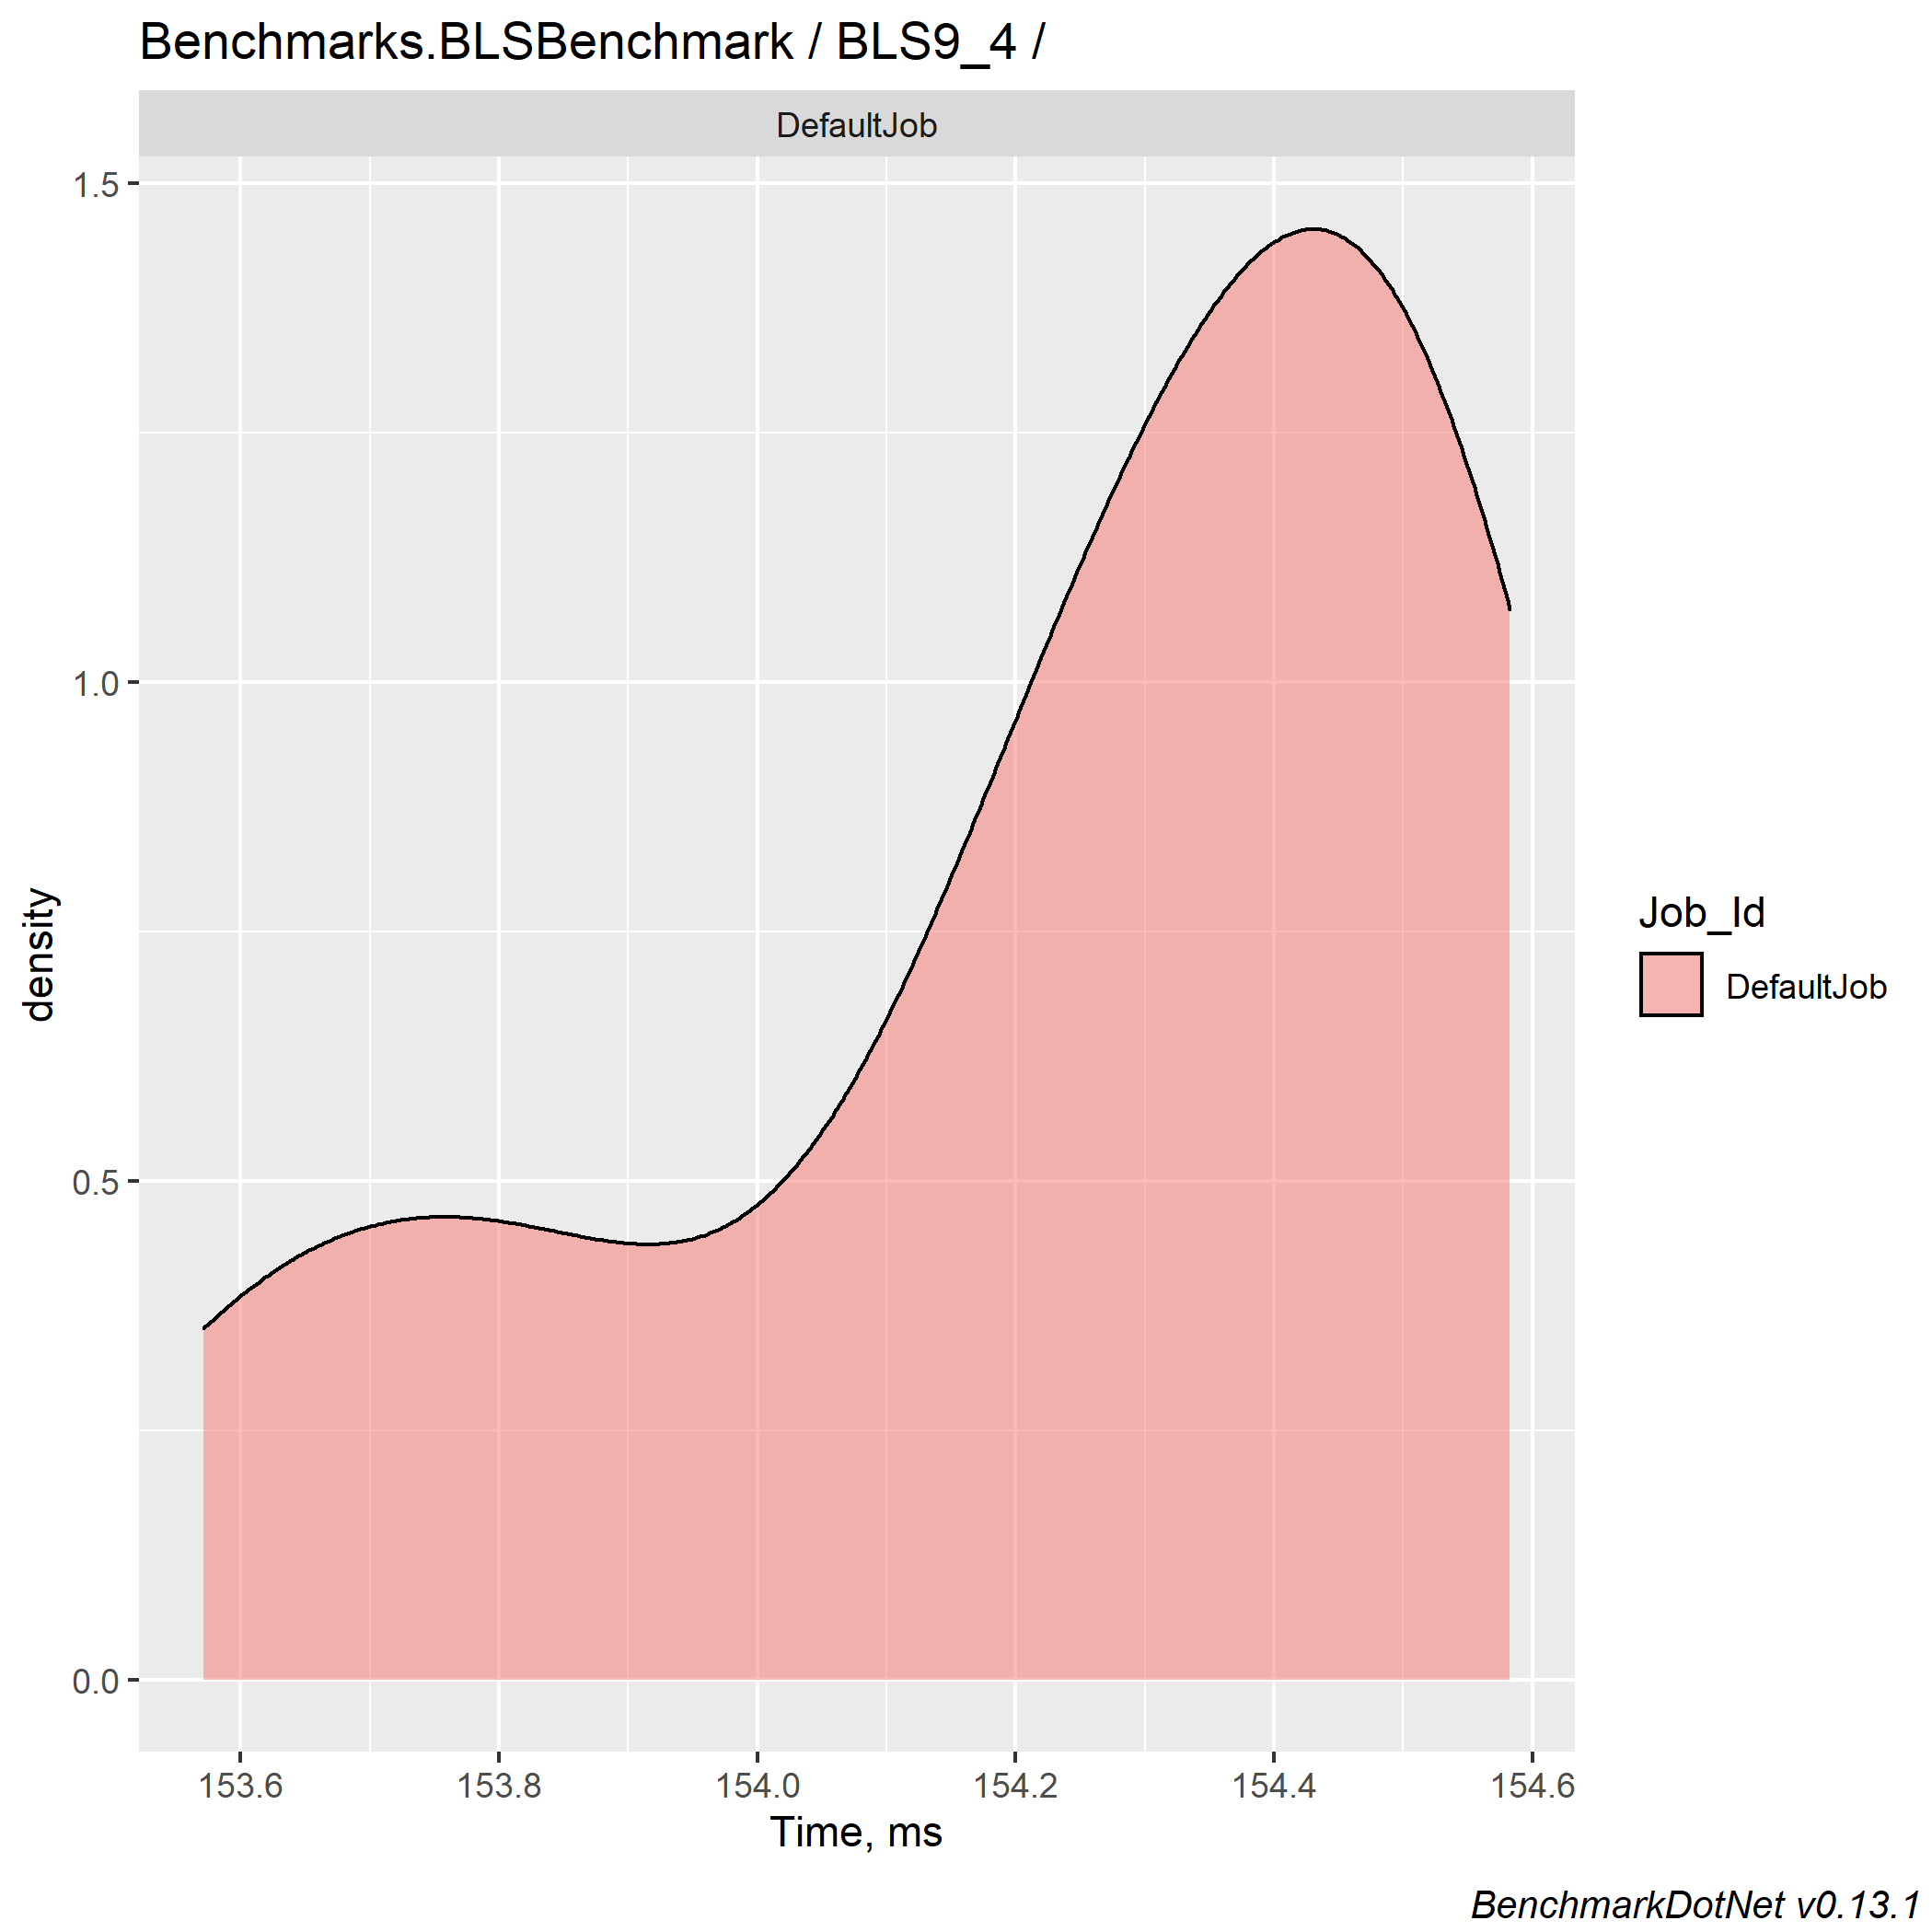 Benchmarks.BLSBenchmark / BLS9_4 /
DefaultJob
1.5
1.0
0.5
0.0
density
153.6 153.8 154.0 154.2 154.4 154.6
Time, ms
Job_Id
DefaultJob
BenchmarkDotNet v0.13.1